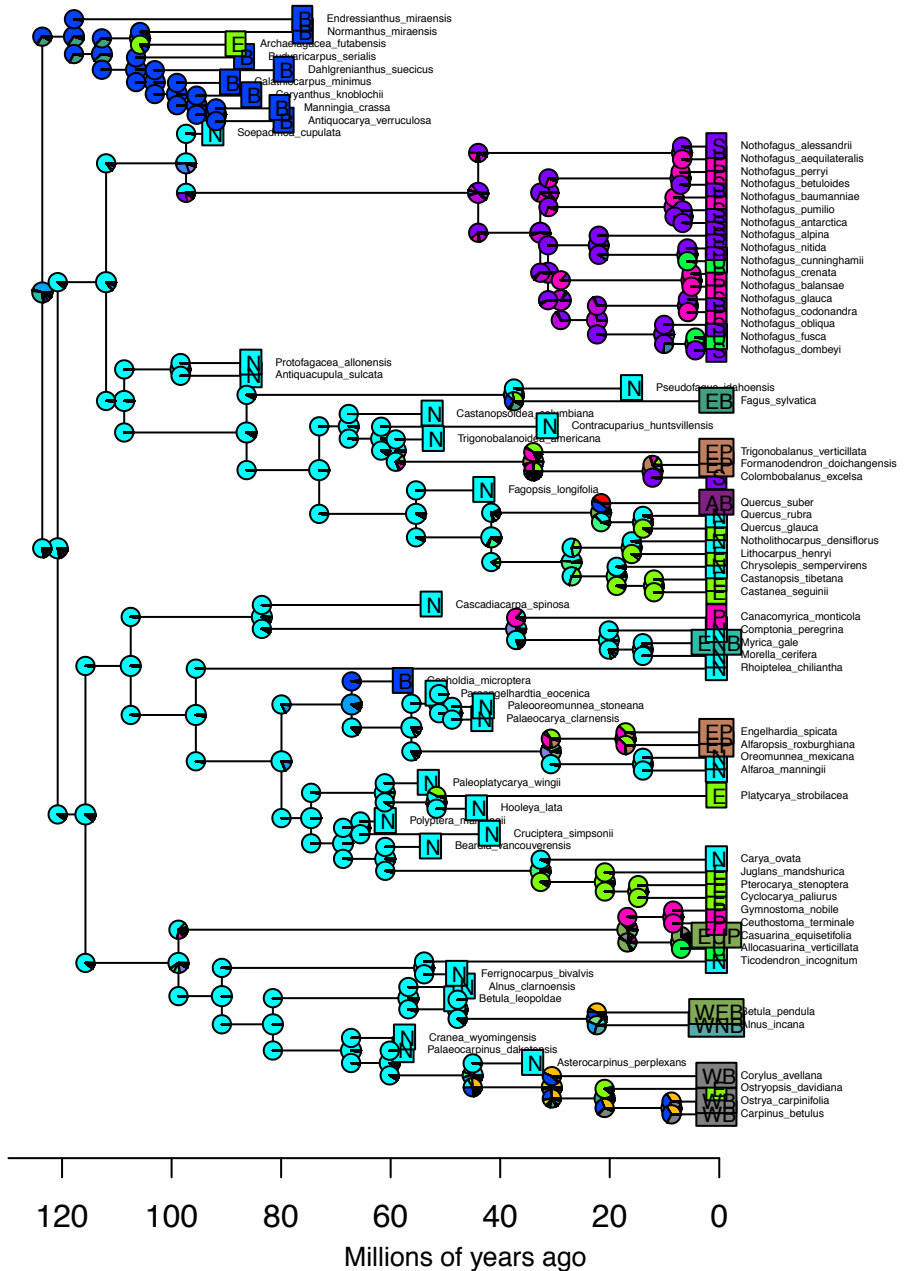 Endressianthus_miraensis
B
Normanthus_miraensis
B
Archaefagacea_futabensis
E
Budvaricarpus_serialis
B
Dahlgrenianthus_suecicus
B
Calathiocarpus_minimus
B
Caryanthus_knoblochii
B
Manningia_crassa
B
Antiquocarya_verruculosa
B
Soepadmoa_cupulata
N
Nothofagus_alessandrii
S
Nothofagus_aequilateralis
Nothofagus_perryi
Nothofagus_betuloides
Nothofagus_baumanniae
Nothofagus_pumilio
Nothofagus_antarctica
Nothofagus_alpina
Nothofagus_nitida
Nothofagus_cunninghamii
Nothofagus_crenata
Nothofagus_balansae
Nothofagus_glauca
Nothofagus_codonandra
Nothofagus_obliqua
Nothofagus_fusca
Nothofagus_dombeyi
S
Protofagacea_allonensis
N
Antiquacupula_sulcata
N
Pseudofagus_idahoensis
N
Fagus_sylvatica
EB
Castanopsoidea_columbiana
N
Contracuparius_huntsvillensis
N
Trigonobalanoidea_americana
N
Trigonobalanus_verticillata
EP
Formanodendron_doichangensis
EP
Colombobalanus_excelsa
S
Fagopsis_longifolia
N
Quercus_suber
AB
Quercus_rubra
N
Quercus_glauca
Notholithocarpus_densiflorus
Lithocarpus_henryi
Chrysolepis_sempervirens
Castanopsis_tibetana
E
Castanea_seguinii
E
Cascadiacarpa_spinosa
N
Canacomyrica_monticola
P
Comptonia_peregrina
N
Myrica_gale
Morella_cerifera
N
Rhoiptelea_chiliantha
N
B
Parengelhardtia_eocenica
Paleooreomunnea_stoneana
N
Palaeocarya_clarnensis
N
Engelhardia_spicata
EP
Alfaropsis_roxburghiana
EP
Oreomunnea_mexicana
N
Alfaroa_manningii
N
Paleoplatycarya_wingii
N
Platycarya_strobilacea
E
Hooleya_lata
N
Polyptera_manningii
N
Cruciptera_simpsonii
N
Beardia_vancouverensis
N
Carya_ovata
N
Juglans_mandshurica
E
Pterocarya_stenoptera
E
Cyclocarya_paliurus
E
Gymnostoma_nobile
P
Ceuthostoma_terminale
P
Casuarina_equisetifolia
EUP
Allocasuarina_verticillata
Ticodendron_incognitum
N
Ferrignocarpus_bivalvis
N
Alnus_clarnoensis
N
Betula_leopoldae
Betula_pendula
WEB
Alnus_incana
WNB
Cranea_wyomingensis
N
Palaeocarpinus_dakotensis
N
Asterocarpinus_perplexans
N
Corylus_avellana
WB
Ostryopsis_davidiana
E
Ostrya_carpinifolia
WB
Carpinus_betulus
WB
120 100 80 60 40 20 0
Millions of years ago